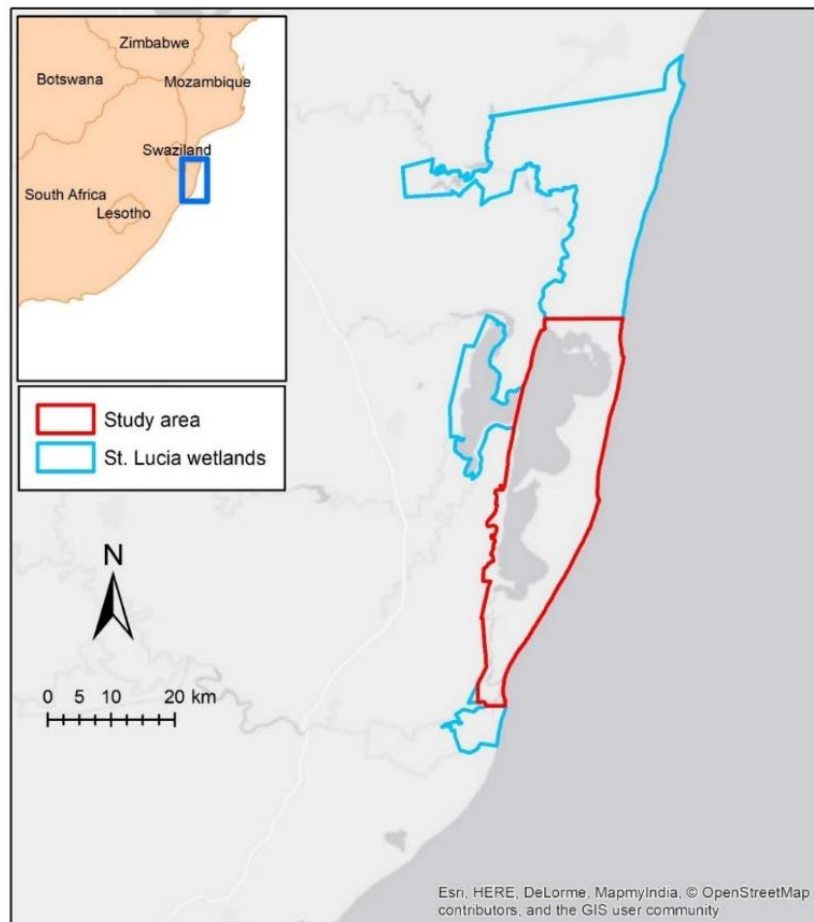 Zimbabwe
Botswana
Mozambique
Swaziland
South Africa
Lesotho
Study area
St. Lucia wetlands
N
0 5 10 20 km
Esri, HERE, DeLorme, MapmyIndia, © OpenStreetMap
contributors, and the GIS user community